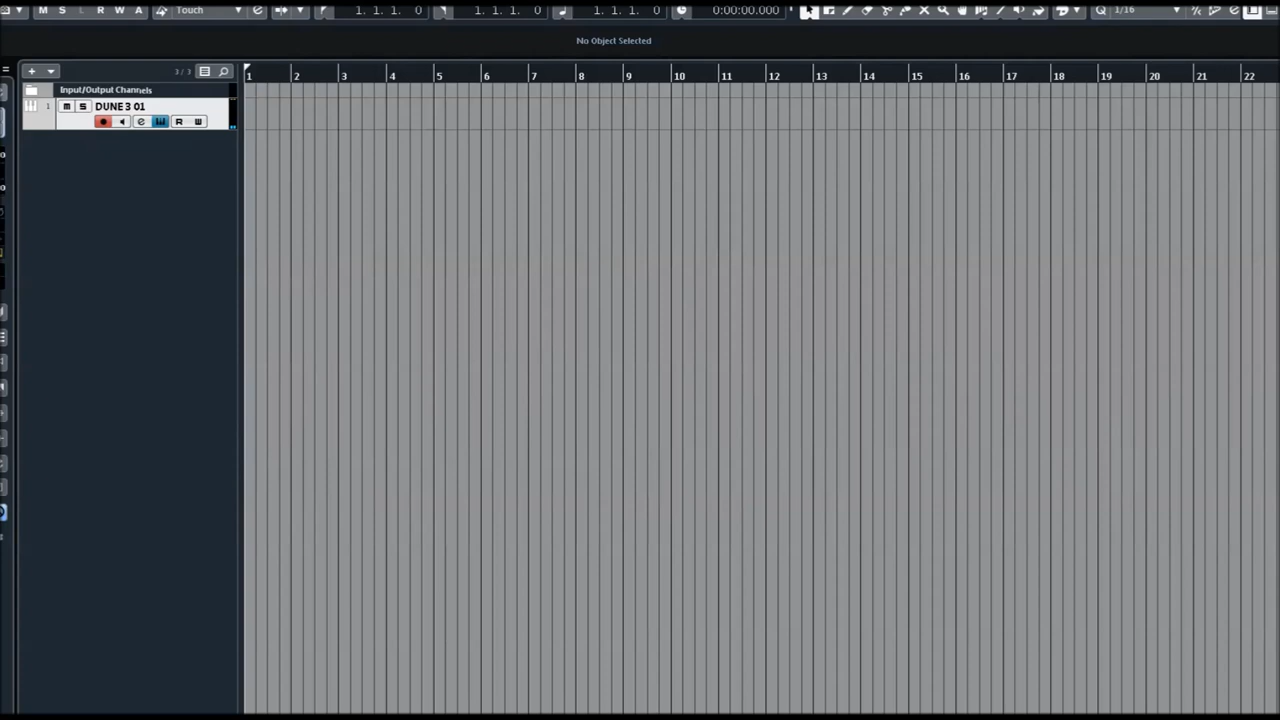 M S L R W A Touch 1. 1. 1. 0 1. 1. 1. 0 1. 1. 1. 0 0:00:00.000 Q 1/16
No Object Selected
3 / 3 1 2 3 4 5 6 7 8 9 10 11 12 13 14 15 16 17 18 19 20 21 22
Input/Output Channels
1 m S DUNE 3 01
e R